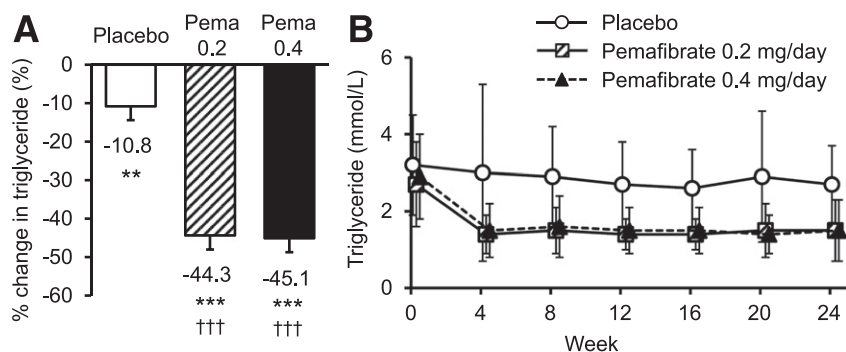 A
Placebo
Pema 0.2
Pema 0.4
% change in triglyceride (%)
0
-10
-20
-30
-40
-50
-60
-10.8
**
-44.3
***
†††
-45.1
***
†††
B
Placebo
Pemafibrate 0.2 mg/day
Pemafibrate 0.4 mg/day
Triglyceride (mmol/L)
6
4
2
0
0 4 8 12 16 20 24
Week